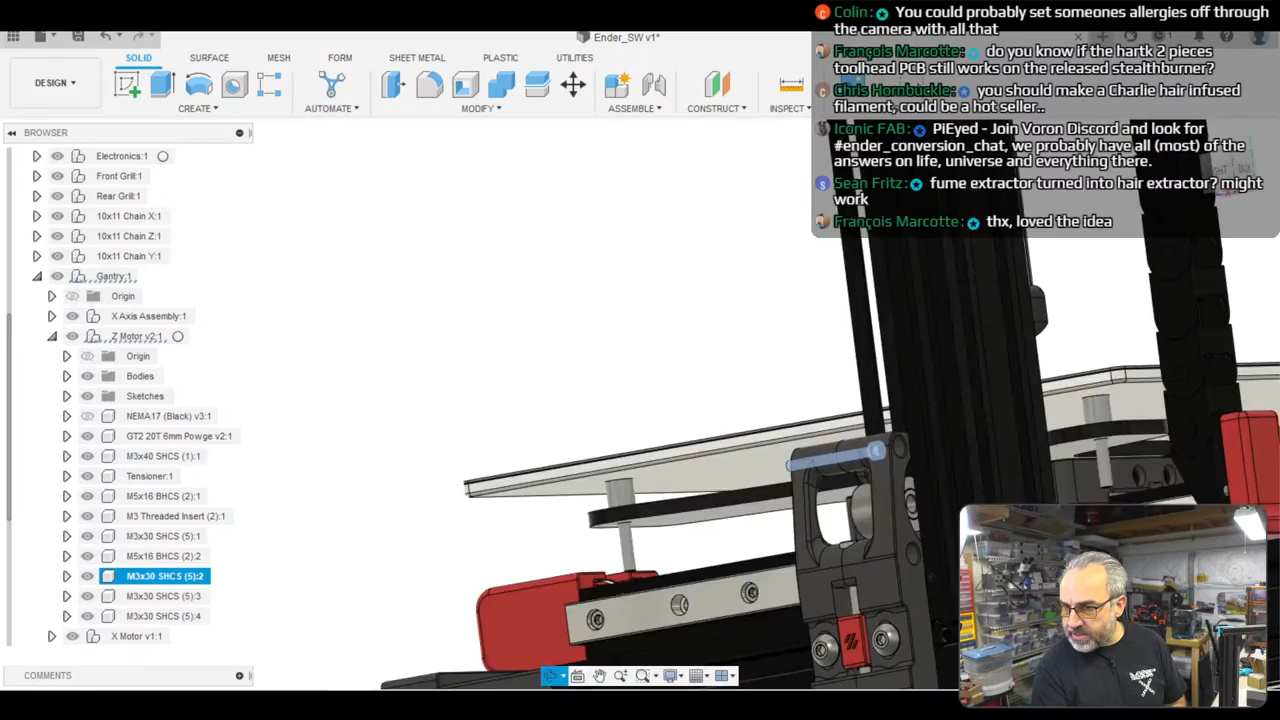 Colin: You could probably set someones allergies off through
the camera with all that
François Marcotte: do you know if the hartk 2 pieces
toolhead PCB still works on the released stealthburner?
Chris Hornbuckle: you should make a Charlie hair infused
filament, could be a hot seller..
Iconic FAB: PiEyed - Join Voron Discord and look for
#ender_conversion_chat, we probably have all (most) of the
answers on life, universe and everything there.
Sean Fritz: fume extractor turned into hair extractor? might
work
François Marcotte: thx, loved the idea
Ender_SW v1*
SOLID SURFACE MESH FORM SHEET METAL PLASTIC UTILITIES
DESIGN
CREATE AUTOMATE MODIFY ASSEMBLE CONSTRUCT INSPECT
BROWSER
Electronics:1
Front Grill:1
Rear Grill:1
10x11 Chain X:1
10x11 Chain Z:1
10x11 Chain Y:1
Gantry:1
Origin
X Axis Assembly:1
Z Motor v2:1
Origin
Bodies
Sketches
NEMA17 (Black) v3:1
GT2 20T 6mm Powge v2:1
M3x40 SHCS (1):1
Tensioner:1
M5x16 BHCS (2):1
M3 Threaded Insert (2):1
M3x30 SHCS (5):1
M5x16 BHCS (2):2
M3x30 SHCS (5):2
M3x30 SHCS (5):3
M3x30 SHCS (5):4
X Motor v1:1
COMMENTS